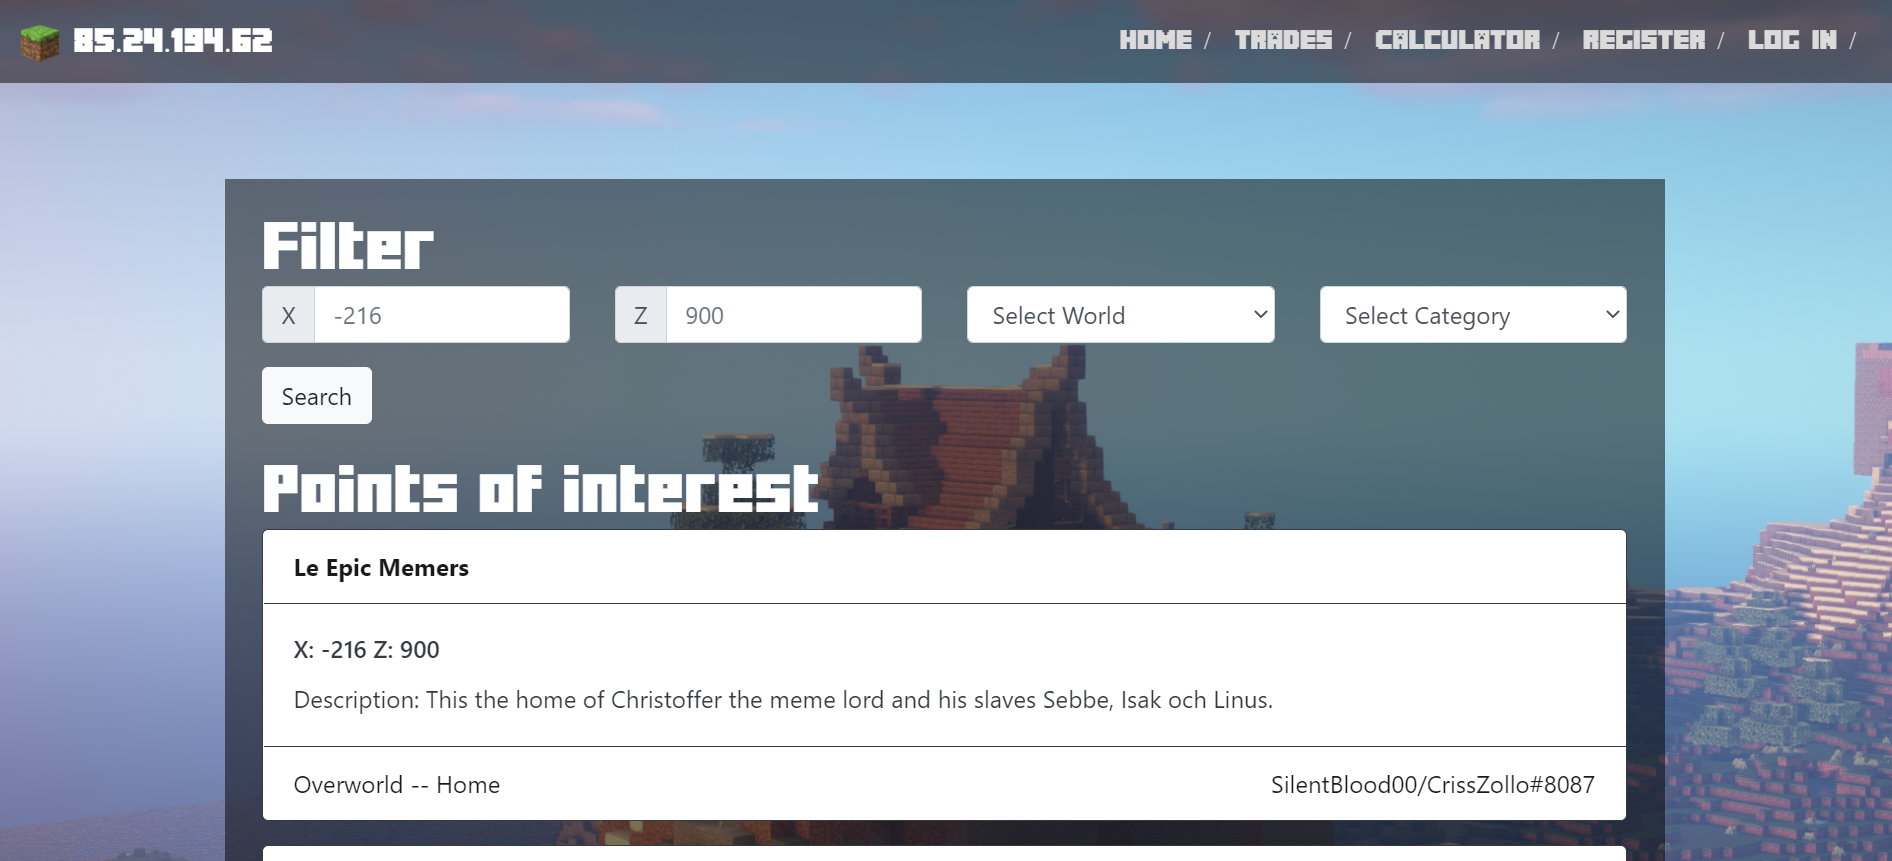 85.24.194.62
HOME / TRADES / CALCULATOR / REGISTER / LOG IN /
Filter
X -216 Z 900 Select World Select Category
Search
Points of interest
Le Epic Memers
X: -216 Z: 900
Description: This the home of Christoffer the meme lord and his slaves Sebbe, Isak och Linus.
Overworld -- Home SilentBlood00/CrissZollo#8087